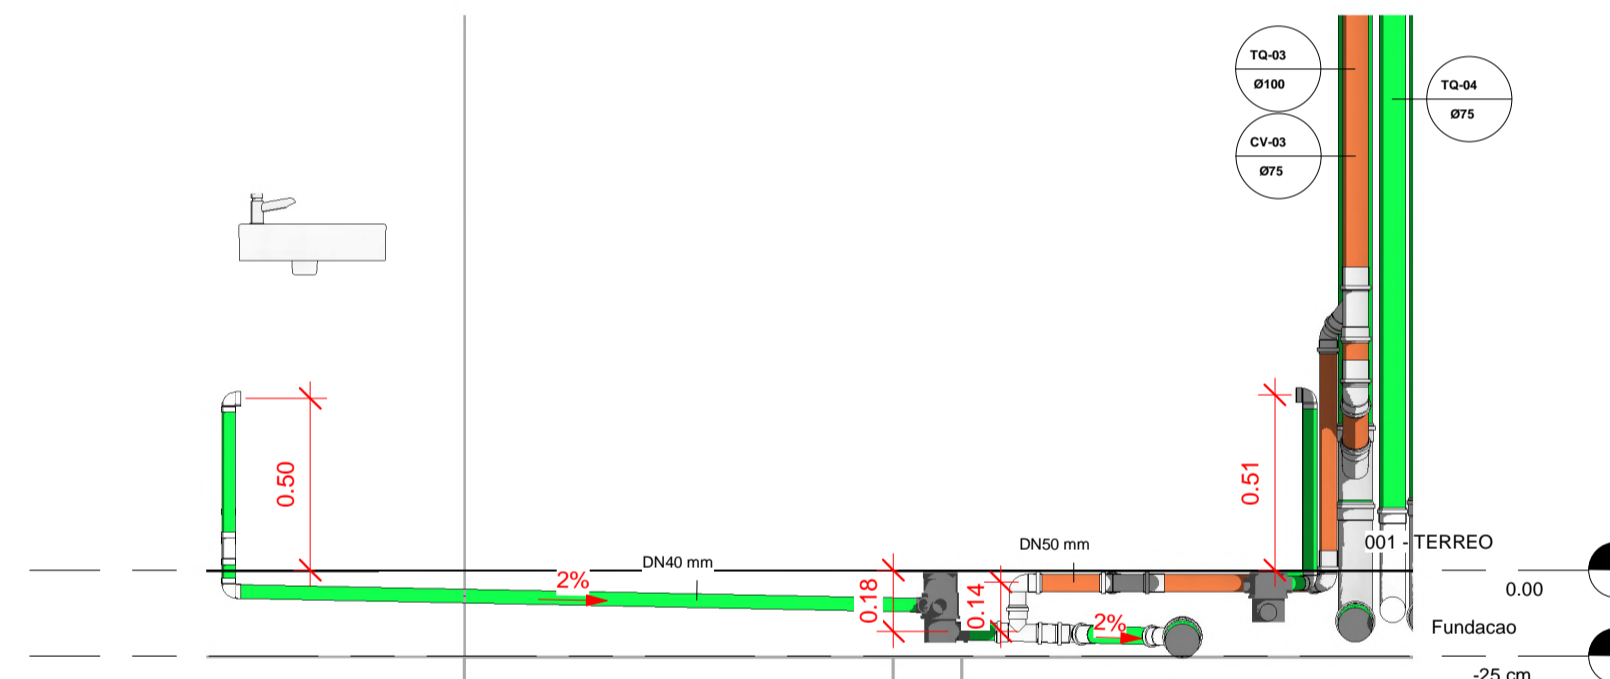 TQ-03
Ø100
TQ-04
Ø75
CV-03
Ø75
0.50
0.51
DN50 mm
001 - TERREO
DN40 mm
2%
0.00
0.18
0.14
2%
Fundacao
-25 cm